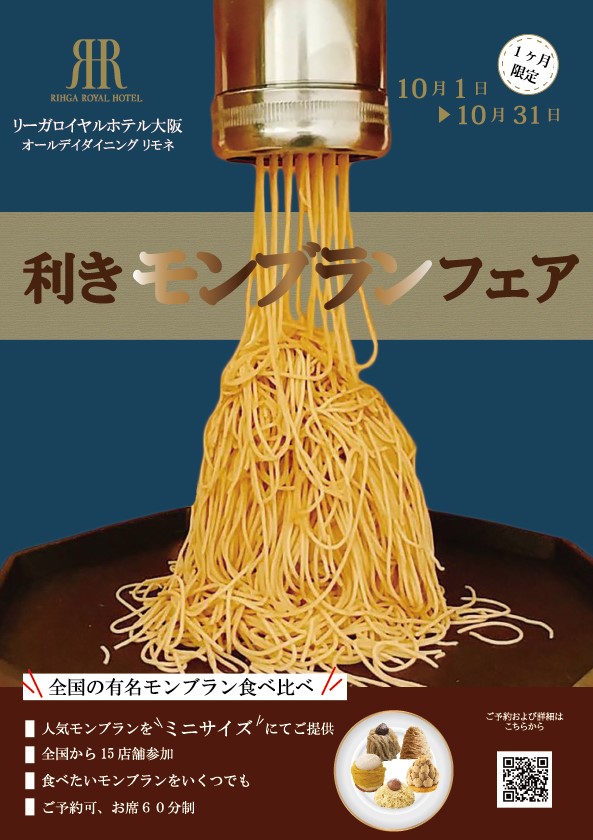 RR
RIHGA ROYAL HOTEL
リーガロイヤルホテル大阪
オールデイダイニング リモネ
1ヶ月
限定
10月1日
▶10月31日
利きモンブランフェア
全国の有名モンブラン食べ比べ
人気モンブランをミニサイズにてご提供
全国から15店舗参加
食べたいモンブランをいくつでも
ご予約可、お席60分制
ご予約および詳細は
こちらから